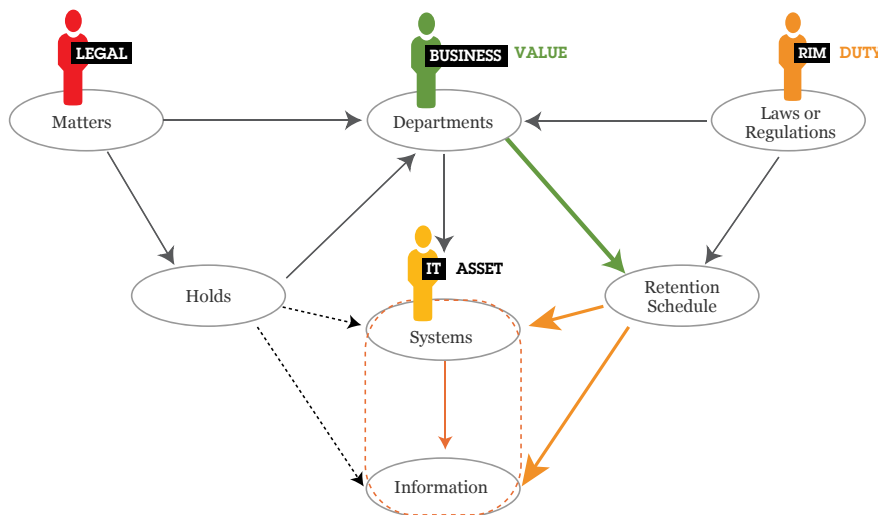 LEGAL
BUSINESS VALUE
RIM DUTY
Matters
Departments
Laws or
Regulations
IT ASSET
Holds
Retention
Schedule
Systems
Information